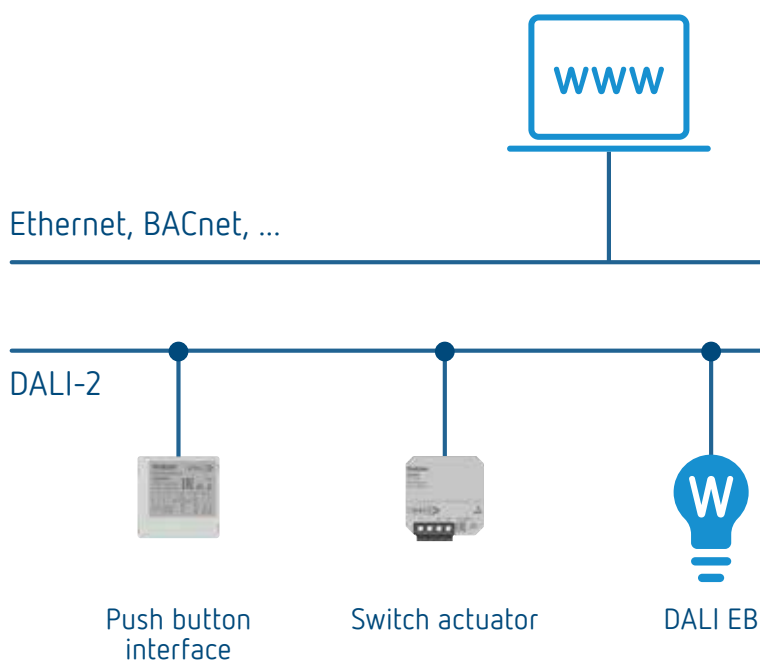 WWW
Ethernet, BACnet, ...
DALI-2
W
Push button
interface
Switch actuator
DALI EB